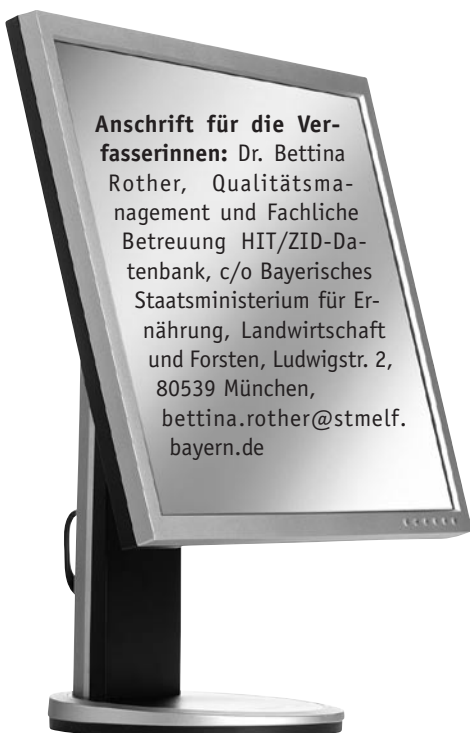 Anschrift für die Ver-
fasserinnen: Dr. Bettina
Rother, Qualitätsma-
nagement und Fachliche
Betreuung HIT/ZID-Da-
tenbank, c/o Bayerisches
Staatsministerium für Er-
nährung, Landwirtschaft
und Forsten, Ludwigstr. 2,
80539 München,
bettina.rother@stmelf.
bayern.de